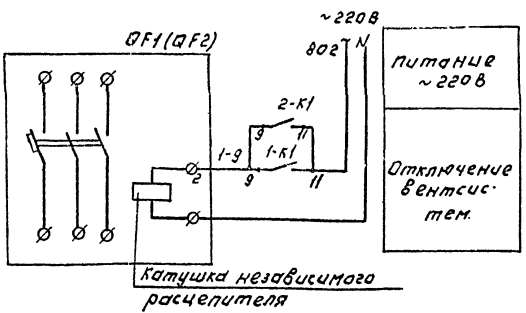 ~220В
QF1(QF2)
802 ~ N
Питание
~220В
2-К1
9 11
1-9 1-К1
2 9 11
Отключение
вентсис-
тем.
Катушка независимого
расцепителя